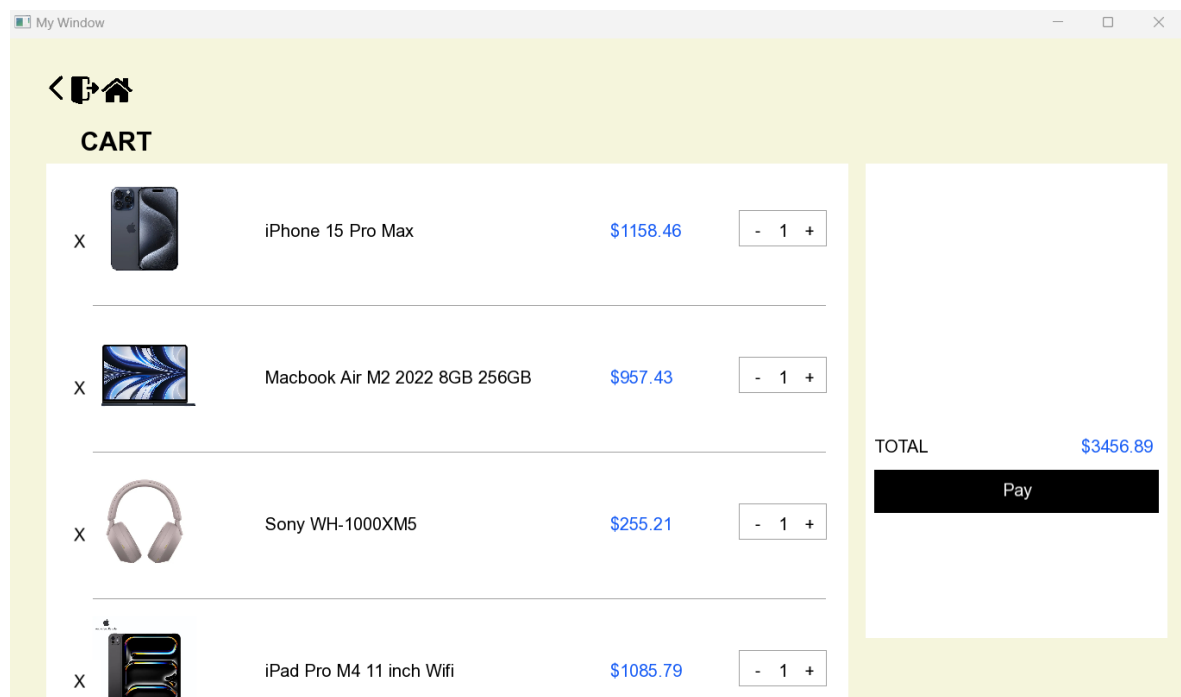 My Window
CART
X iPhone 15 Pro Max $1158.46 - 1 +
X Macbook Air M2 2022 8GB 256GB $957.43 - 1 +
TOTAL $3456.89
Pay
X Sony WH-1000XM5 $255.21 - 1 +
X iPad Pro M4 11 inch Wifi $1085.79 - 1 +